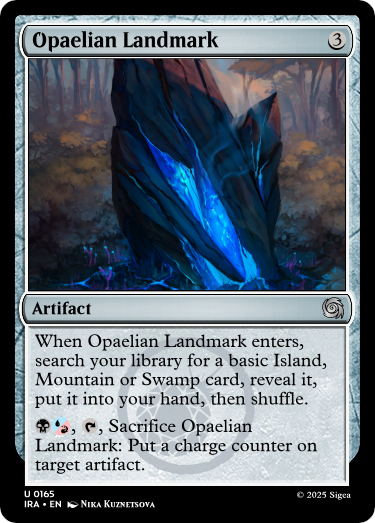 Opaelian Landmark 3
Artifact
When Opaelian Landmark enters,
search your library for a basic Island,
Mountain or Swamp card, reveal it,
put it into your hand, then shuffle.
, , Sacrifice Opaelian
Landmark: Put a charge counter on
target artifact.
U 0165
IRA • EN Nika Kuznetsova
© 2025 Sigea